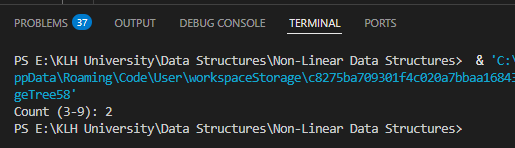 PROBLEMS 37 OUTPUT DEBUG CONSOLE TERMINAL PORTS
PS E:\KLH University\Data Structures\Non-Linear Data Structures>  & 'C:\
ppData\Roaming\Code\User\workspaceStorage\c8275ba709301f4c020a7bbaa16843
geTree58'
Count (3-9): 2
PS E:\KLH University\Data Structures\Non-Linear Data Structures>